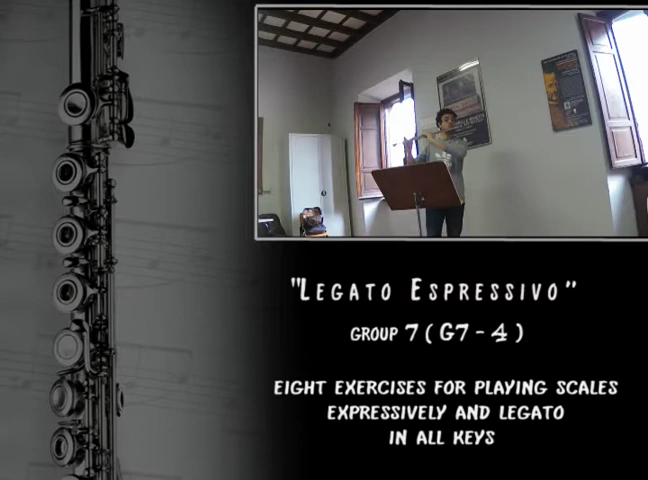 "LEGATO ESPRESSIVO"
GROUP 7 (G7-4)
EIGHT EXERCISES FOR PLAYING SCALES
EXPRESSIVELY AND LEGATO
IN ALL KEYS